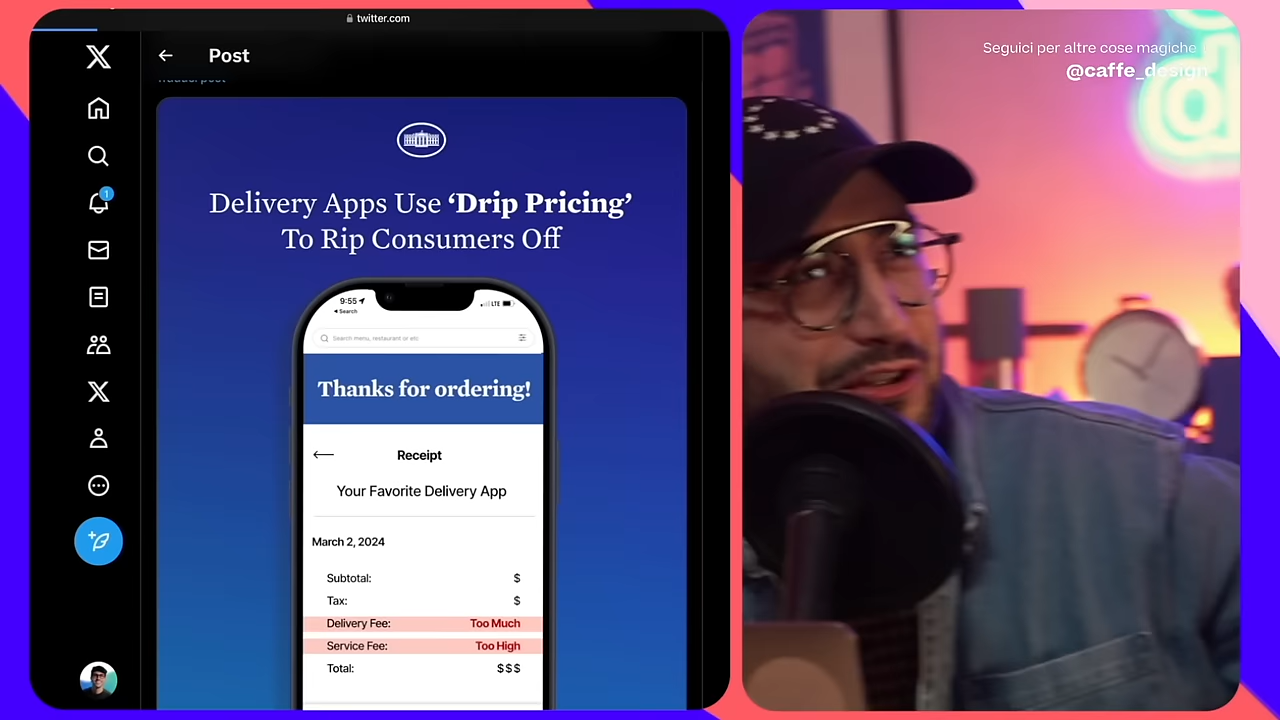 twitter.com
Post
Delivery Apps Use ‘Drip Pricing’
To Rip Consumers Off
1
9:55
LTE
Search
Search menu, restaurant or etc
Thanks for ordering!
Receipt
Your Favorite Delivery App
March 2, 2024
Subtotal: $
Tax: $
Delivery Fee: Too Much
Service Fee: Too High
Total: $$$
Seguici per altre cose magiche
@caffe_design
@